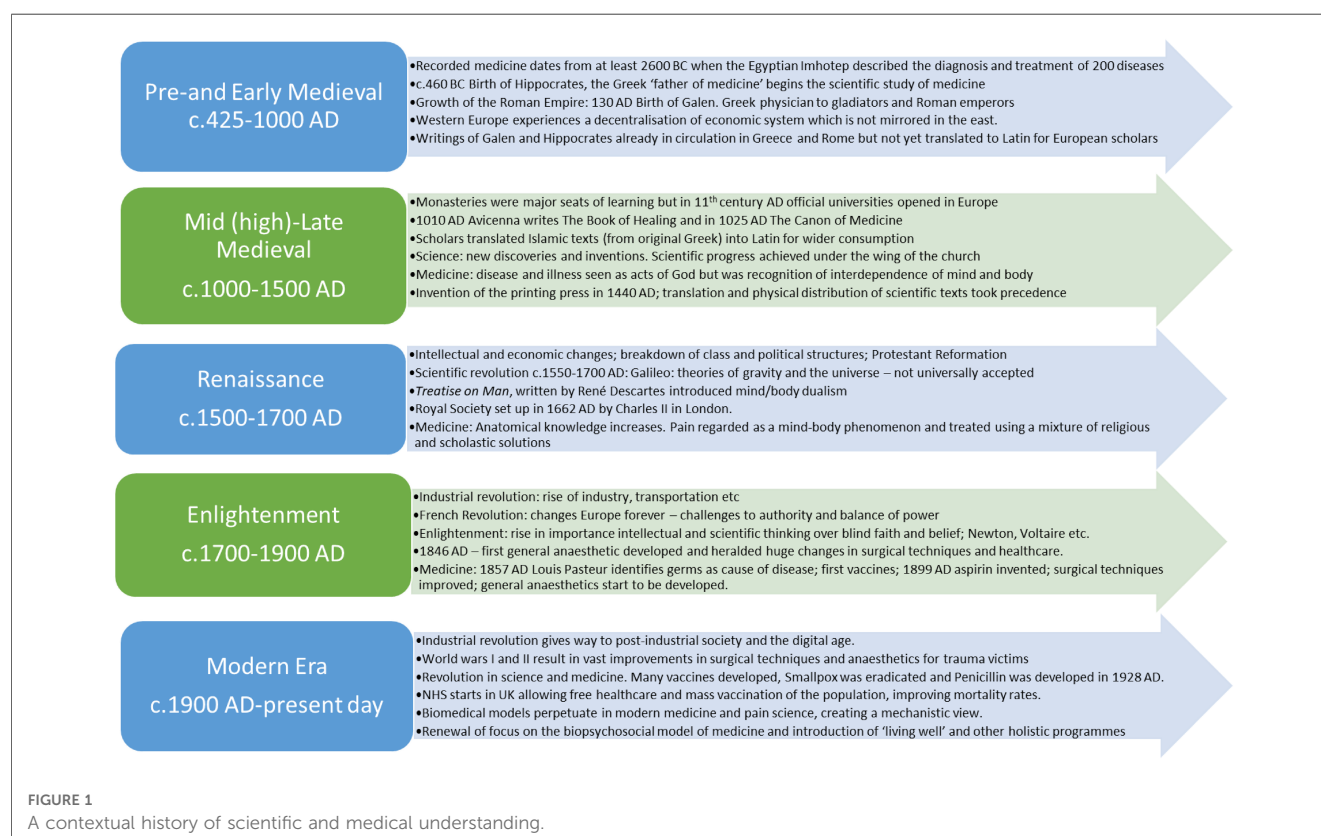 Pre-and Early Medieval
c.425-1000 AD
•Recorded medicine dates from at least 2600 BC when the Egyptian Imhotep described the diagnosis and treatment of 200 diseases
•c.460 BC Birth of Hippocrates, the Greek ‘father of medicine’ begins the scientific study of medicine
•Growth of the Roman Empire: 130 AD Birth of Galen. Greek physician to gladiators and Roman emperors
•Western Europe experiences a decentralisation of economic system which is not mirrored in the east.
•Writings of Galen and Hippocrates already in circulation in Greece and Rome but not yet translated to Latin for European scholars
Mid (high)-Late
Medieval
c.1000-1500 AD
•Monasteries were major seats of learning but in 11th century AD official universities opened in Europe
•1010 AD Avicenna writes The Book of Healing and in 1025 AD The Canon of Medicine
•Scholars translated Islamic texts (from original Greek) into Latin for wider consumption
•Science: new discoveries and inventions. Scientific progress achieved under the wing of the church
•Medicine: disease and illness seen as acts of God but was recognition of interdependence of mind and body
•Invention of the printing press in 1440 AD; translation and physical distribution of scientific texts took precedence
Renaissance
c.1500-1700 AD
•Intellectual and economic changes; breakdown of class and political structures; Protestant Reformation
•Scientific revolution c.1550-1700 AD: Galileo: theories of gravity and the universe – not universally accepted
•Treatise on Man, written by René Descartes introduced mind/body dualism
•Royal Society set up in 1662 AD by Charles II in London.
•Medicine: Anatomical knowledge increases. Pain regarded as a mind-body phenomenon and treated using a mixture of religious
and scholastic solutions
Enlightenment
c.1700-1900 AD
•Industrial revolution: rise of industry, transportation etc
•French Revolution: changes Europe forever – challenges to authority and balance of power
•Enlightenment: rise in importance intellectual and scientific thinking over blind faith and belief; Newton, Voltaire etc.
•1846 AD – first general anaesthetic developed and heralded huge changes in surgical techniques and healthcare.
•Medicine: 1857 AD Louis Pasteur identifies germs as cause of disease; first vaccines; 1899 AD aspirin invented; surgical techniques
improved; general anaesthetics start to be developed.
Modern Era
c.1900 AD-present day
•Industrial revolution gives way to post-industrial society and the digital age.
•World wars I and II result in vast improvements in surgical techniques and anaesthetics for trauma victims
•Revolution in science and medicine. Many vaccines developed, Smallpox was eradicated and Penicillin was developed in 1928 AD.
•NHS starts in UK allowing free healthcare and mass vaccination of the population, improving mortality rates.
•Biomedical models perpetuate in modern medicine and pain science, creating a mechanistic view.
•Renewal of focus on the biopsychosocial model of medicine and introduction of ‘living well’ and other holistic programmes
FIGURE 1
A contextual history of scientific and medical understanding.